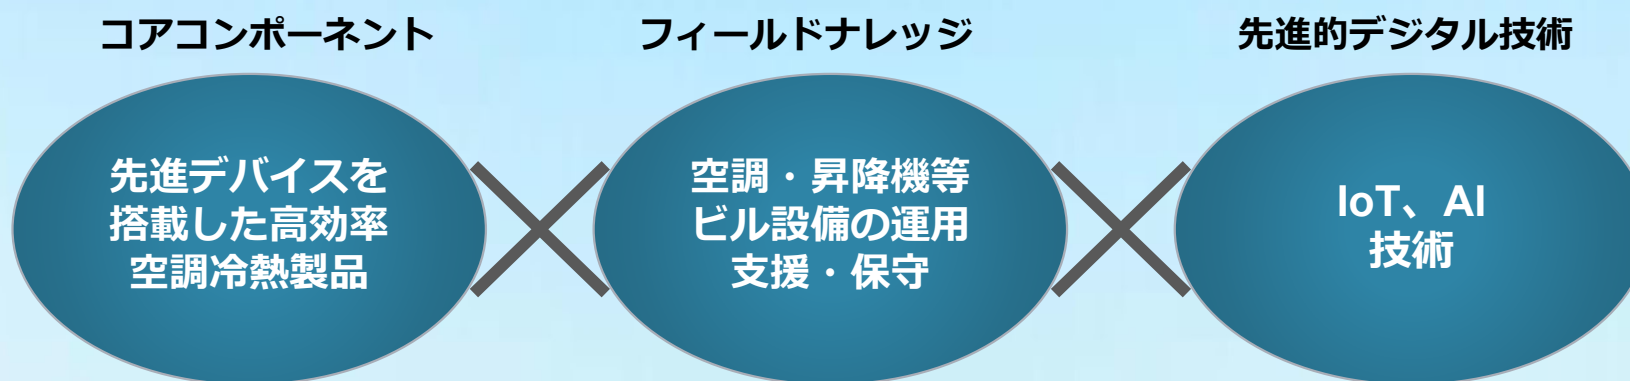 コアコンポーネント
フィールドナレッジ
先進的デジタル技術
先進デバイスを
搭載した高効率
空調冷熱製品
空調・昇降機等
ビル設備の運用
支援・保守
IoT、AI
技術